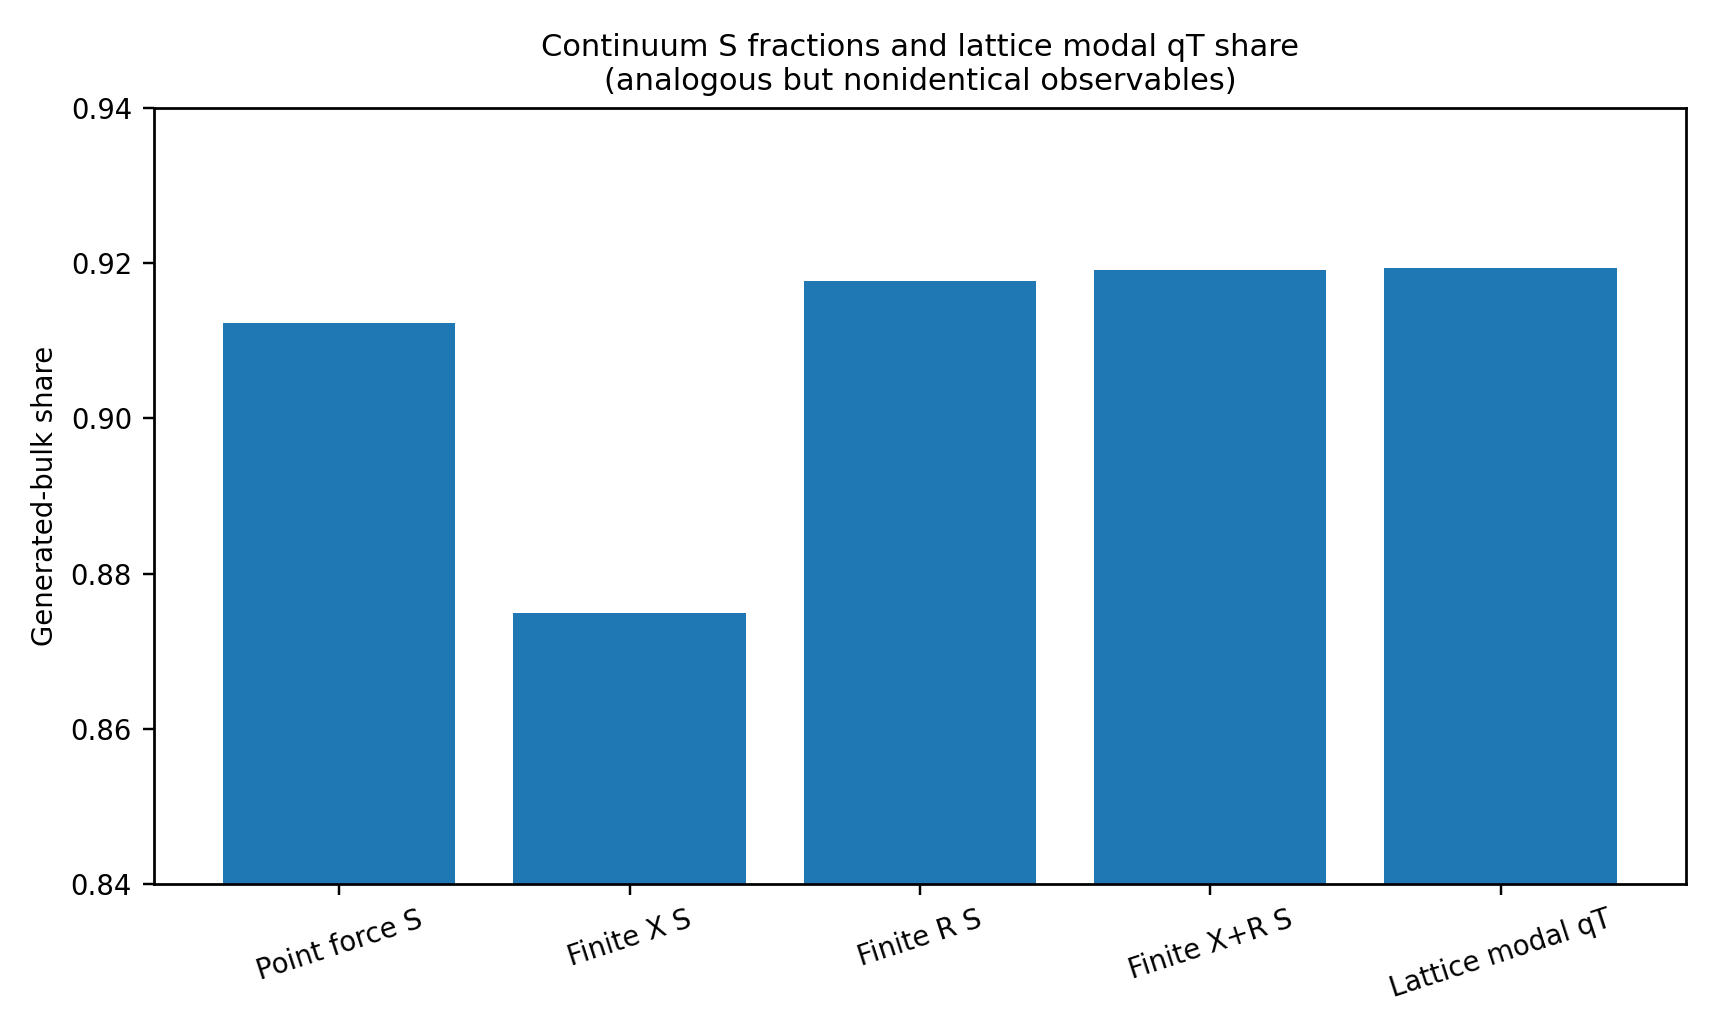 Continuum S fractions and lattice modal qT share
(analogous but nonidentical observables)
Generated-bulk share
0.94
0.92
0.90
0.88
0.86
0.84
Point force S
Finite X S
Finite R S
Finite X+R S
Lattice modal qT